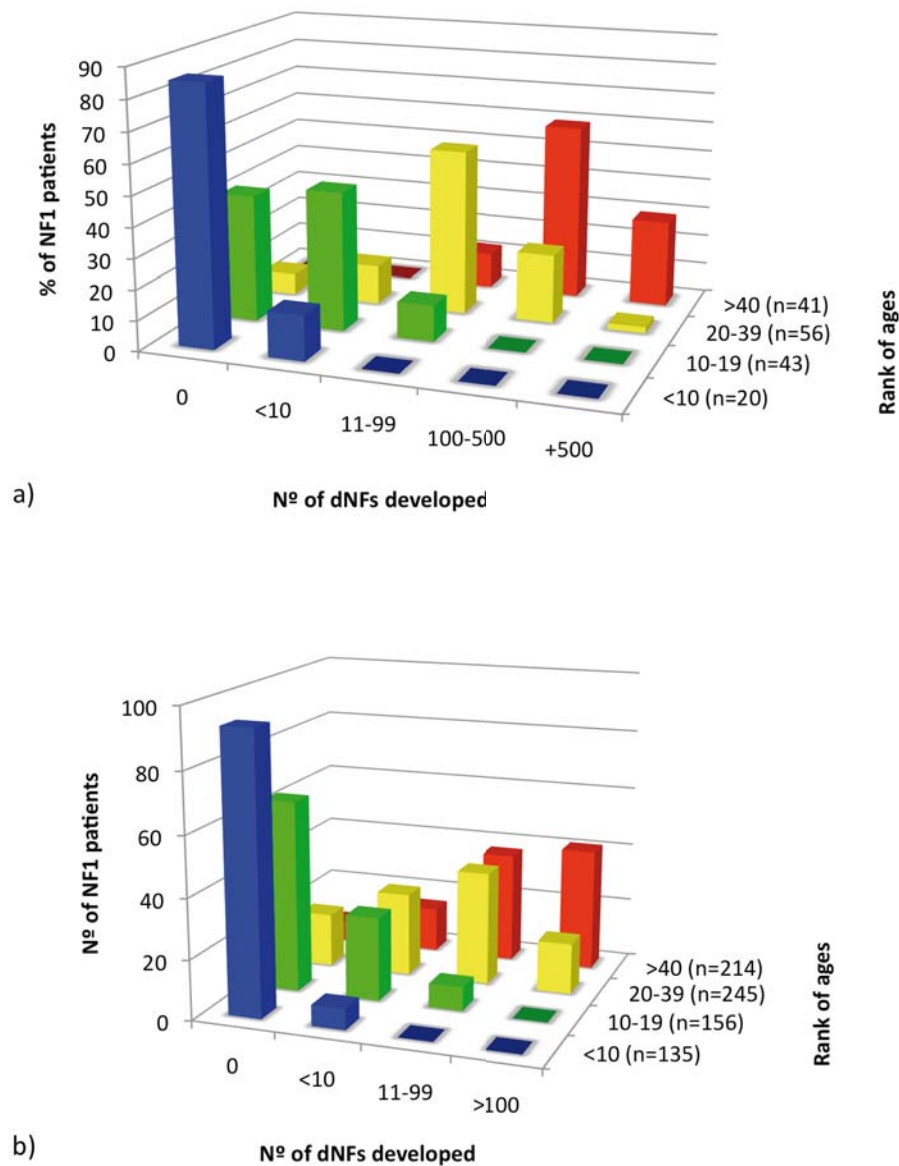 90
80
70
60
50
40
30
20
10
0
% of NF1 patients
0
<10
11-99
100-500
+500
>40 (n=41)
20-39 (n=56)
10-19 (n=43)
<10 (n=20)
Rank of ages
a)
Nº of dNFs developed
100
80
60
40
20
0
Nº of NF1 patients
0
<10
11-99
>100
>40 (n=214)
20-39 (n=245)
10-19 (n=156)
<10 (n=135)
Rank of ages
b)
Nº of dNFs developed